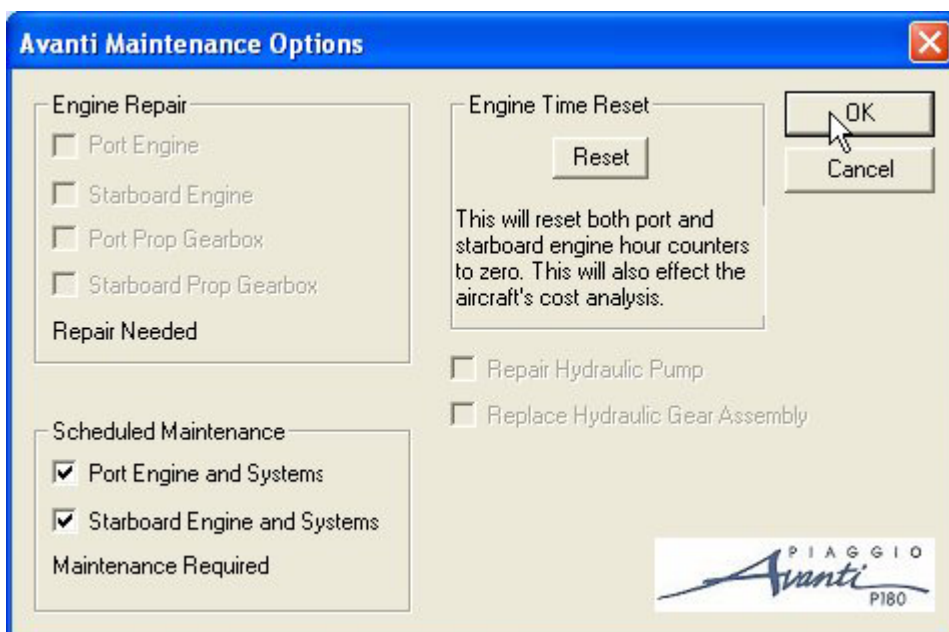 Avanti Maintenance Options
Engine Repair
Port Engine
Starboard Engine
Port Prop Gearbox
Starboard Prop Gearbox
Repair Needed
Scheduled Maintenance
Port Engine and Systems
Starboard Engine and Systems
Maintenance Required
Engine Time Reset
Reset
This will reset both port and
starboard engine hour counters
to zero. This will also effect the
aircraft's cost analysis.
Repair Hydraulic Pump
Replace Hydraulic Gear Assembly
OK
Cancel
PIAGGIO
Avanti
P180